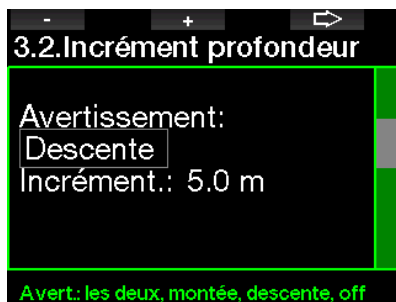 - + 
3.2.Incrément profondeur
Avertissement:
Descente
Incrément.: 5.0 m
Avert.: les deux, montée, descente, off